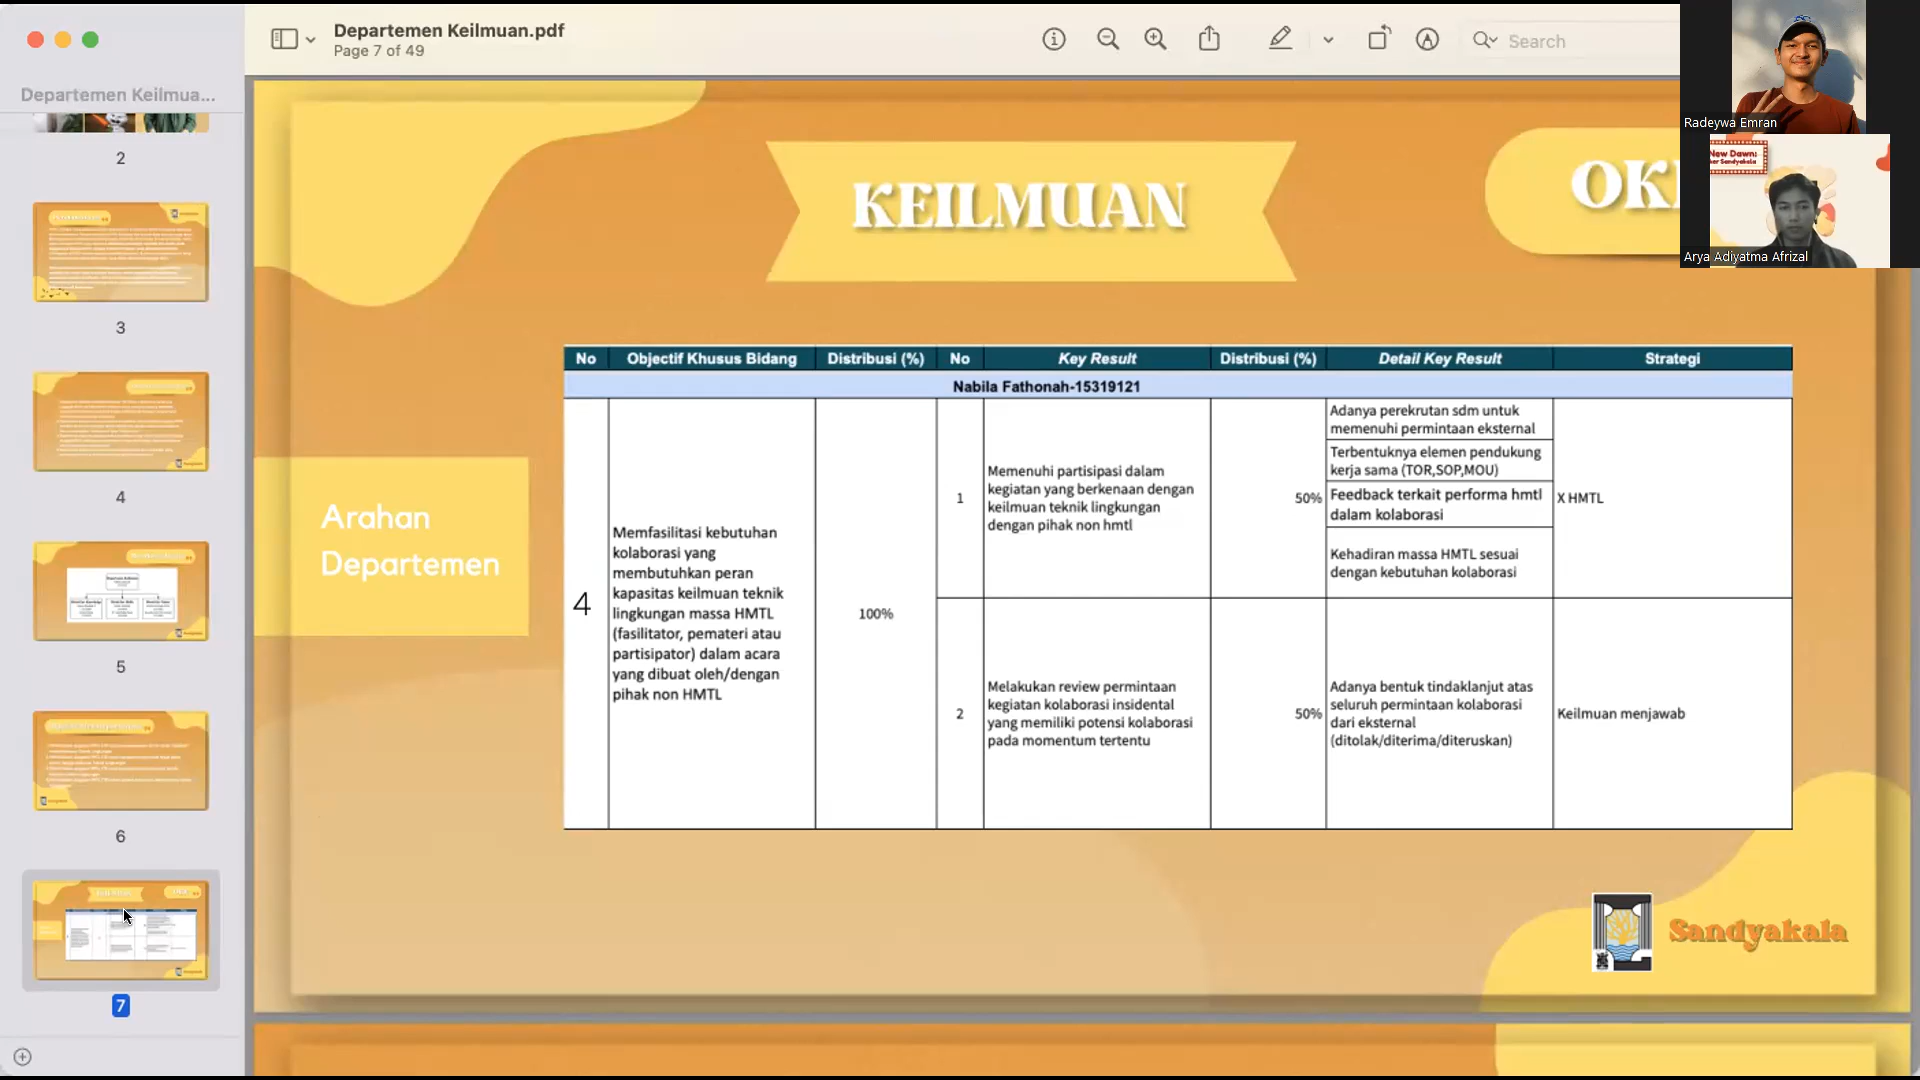 Departemen Keilmuan.pdf
Page 7 of 49
Search
Departemen Keilmua...
2
3
4
5
6
7
KEILMUAN
Radeywa Emran
New Dawn:
Sandyakala
Arya Adiyatma Afrizal
Arahan
Departemen
No Objectif Khusus Bidang Distribusi (%) No Key Result Distribusi (%) Detail Key Result Strategi
Nabila Fathonah-15319121
4
Memfasilitasi kebutuhan
kolaborasi yang
membutuhkan peran
kapasitas keilmuan teknik
lingkungan massa HMTL
(fasilitator, pemateri atau
partisipator) dalam acara
yang dibuat oleh/dengan
pihak non HMTL
100%
1
Memenuhi partisipasi dalam
kegiatan yang berkenaan dengan
keilmuan teknik lingkungan
dengan pihak non hmtl
50%
Adanya perekrutan sdm untuk
memenuhi permintaan eksternal
Terbentuknya elemen pendukung
kerja sama (TOR,SOP,MOU)
Feedback terkait performa hmtl
dalam kolaborasi
Kehadiran massa HMTL sesuai
dengan kebutuhan kolaborasi
X HMTL
2
Melakukan review permintaan
kegiatan kolaborasi insidental
yang memiliki potensi kolaborasi
pada momentum tertentu
50%
Adanya bentuk tindaklanjut atas
seluruh permintaan kolaborasi
dari eksternal
(ditolak/diterima/diteruskan)
Keilmuan menjawab
Sandyakala